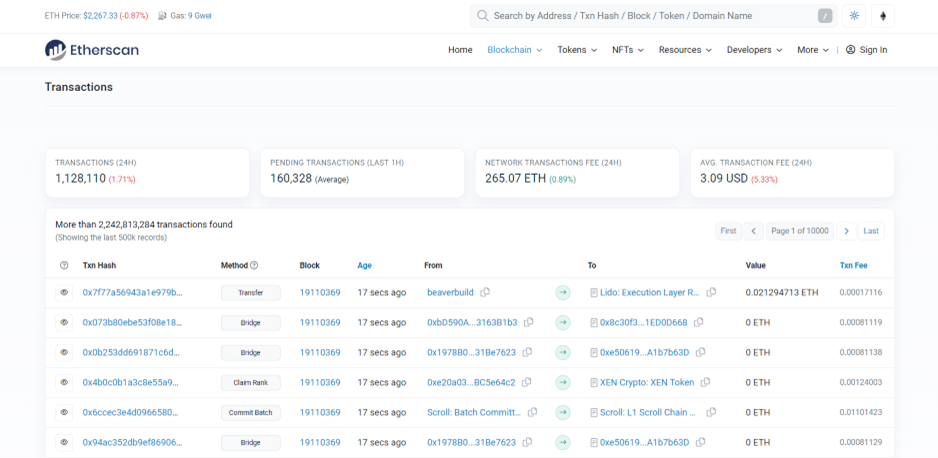 ETH Price: $2,267.33 (-0.87%) Gas: 9 Gwei
Search by Address / Txn Hash / Block / Token / Domain Name /
Etherscan
Home Blockchain Tokens NFTs Resources Developers More | Sign In
Transactions
TRANSACTIONS (24H)
1,128,110 (1.71%)
PENDING TRANSACTIONS (LAST 1H)
160,328 (Average)
NETWORK TRANSACTIONS FEE (24H)
265.07 ETH (0.89%)
AVG. TRANSACTION FEE (24H)
3.09 USD (5.33%)
More than 2,242,813,284 transactions found
(Showing the last 500k records)
First Page 1 of 10000 Last
Txn Hash Method Block Age From To Value Txn Fee
0x7f77a56943a1e979b... Transfer 19110369 17 secs ago beaverbuild Lido: Execution Layer R... 0.021294713 ETH 0.00017116
0x073b80ebe53f08e18... Bridge 19110369 17 secs ago 0xbD590A...3163B1b3 0x8c30f3...1ED0D668 0 ETH 0.00081119
0x0b253dd691871c6d... Bridge 19110369 17 secs ago 0x1978B0...31Be7623 0xe50619...A1b7b63D 0 ETH 0.00081138
0x4b0c0b1a3c8e55a9... Claim Rank 19110369 17 secs ago 0xe20a03...BC5e64c2 XEN Crypto: XEN Token 0 ETH 0.00124003
0x6ccec3e4d0966580... Commit Batch 19110369 17 secs ago Scroll: Batch Committ... Scroll: L1 Scroll Chain ... 0 ETH 0.01101423
0x94ac352db9ef86906... Bridge 19110369 17 secs ago 0x1978B0...31Be7623 0xe50619...A1b7b63D 0 ETH 0.00081129